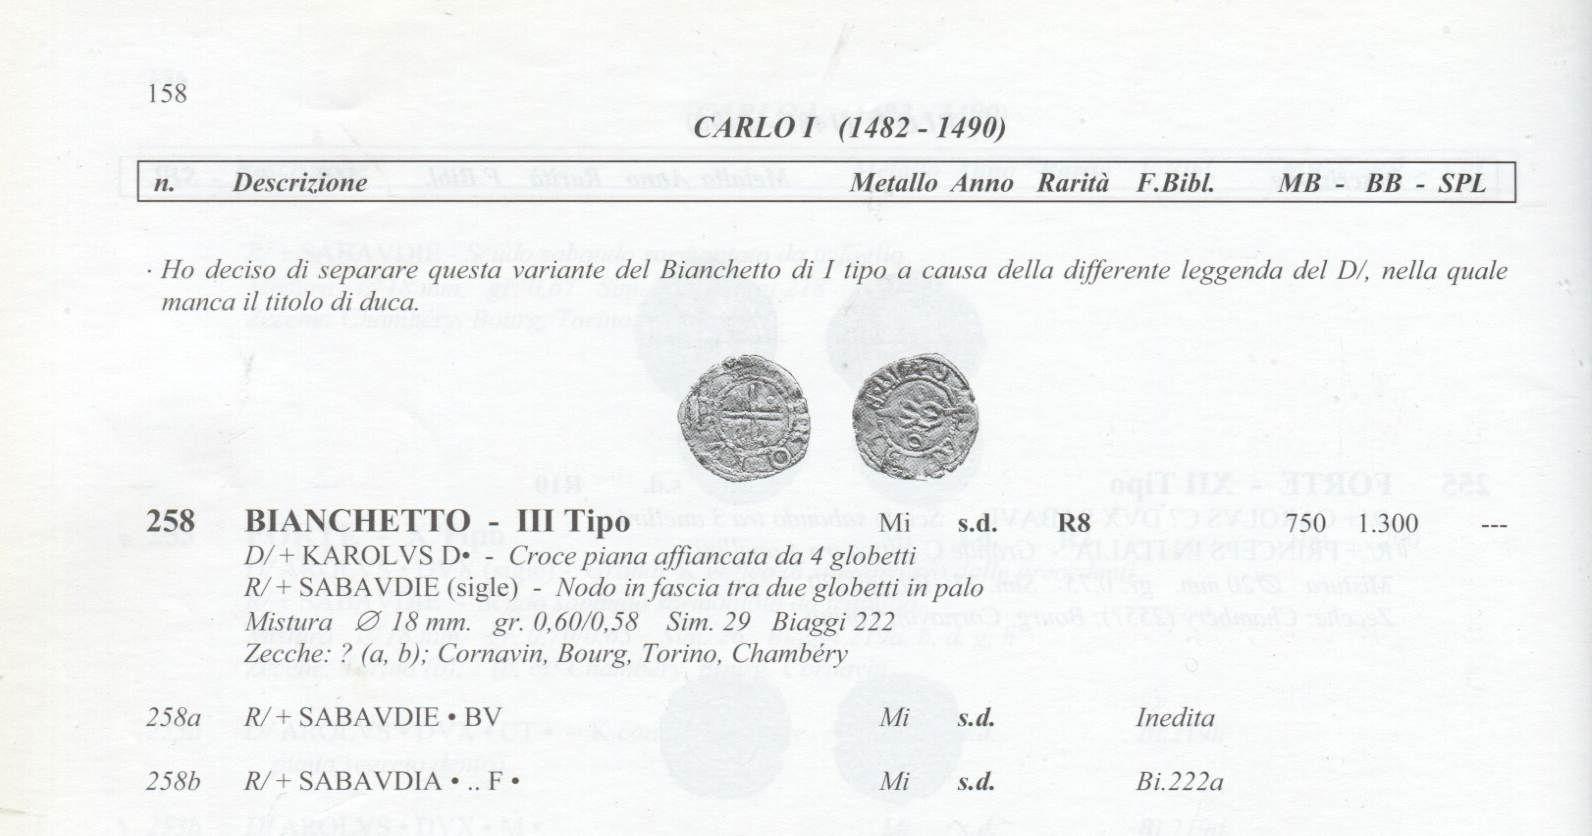 158
CARLO I (1482 - 1490)
n. Descrizione Metallo Anno Rarità F.Bibl. MB - BB - SPL
· Ho deciso di separare questa variante del Bianchetto di I tipo a causa della differente leggenda del D/, nella quale
manca il titolo di duca.
258 BIANCHETTO - III Tipo Mi s.d. R8 750 1.300 ---
D/ + KAROLVS D• - Croce piana affiancata da 4 globetti
R/ + SABAVDIE (sigle) - Nodo in fascia tra due globetti in palo
Mistura ∅ 18 mm. gr. 0,60/0,58 Sim. 29 Biaggi 222
Zecche: ? (a, b); Cornavin, Bourg, Torino, Chambéry
258a R/ + SABAVDIE • BV Mi s.d. Inedita
258b R/ + SABAVDIA • .. F • Mi s.d. Bi.222a